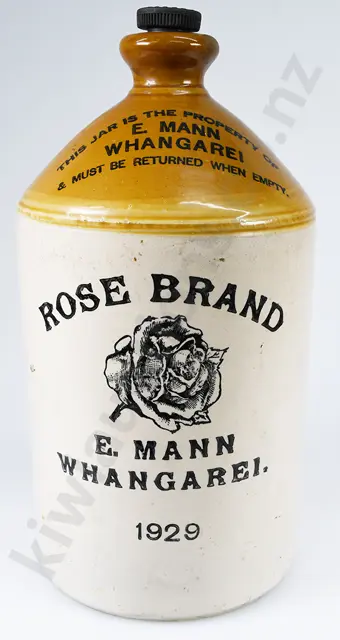 THIS JAR IS THE PROPERTY OF
E. MANN
WHANGAREI
& MUST BE RETURNED WHEN EMPTY.
ROSE BRAND
E. MANN
WHANGAREI.
1929